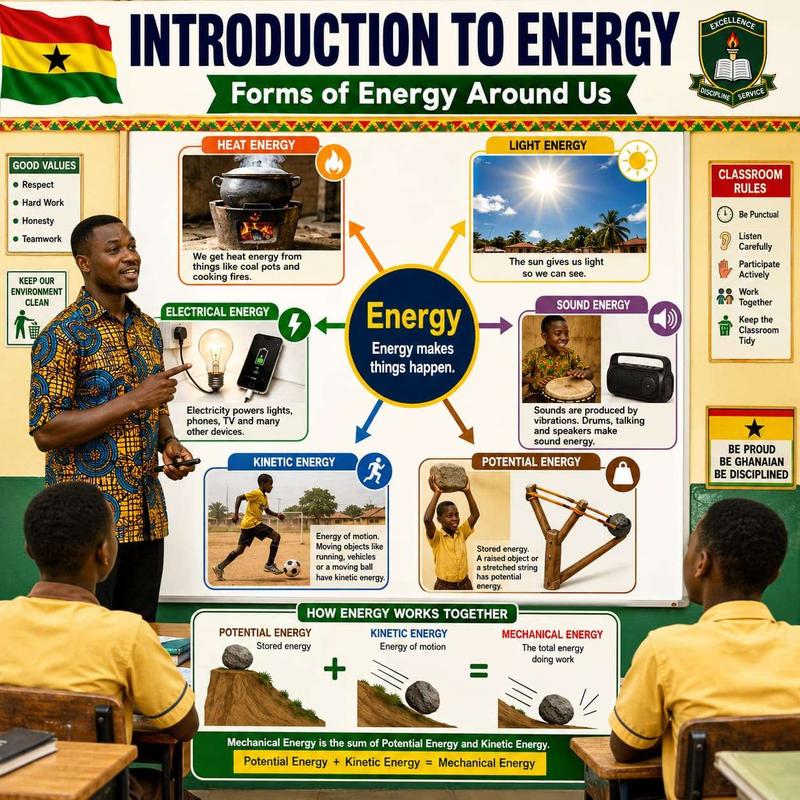 INTRODUCTION TO ENERGY
Forms of Energy Around Us
EXCELLENCE
DISCIPLINE
SERVICE
GOOD VALUES
• Respect
• Hard Work
• Honesty
• Teamwork
KEEP OUR
ENVIRONMENT
CLEAN
HEAT ENERGY
We get heat energy from
things like coal pots and
cooking fires.
LIGHT ENERGY
The sun gives us light
so we can see.
ELECTRICAL ENERGY
Electricity powers lights,
phones, TV and many
other devices.
Energy
Energy makes
things happen.
SOUND ENERGY
Sounds are produced by
vibrations. Drums, talking
and speakers make
sound energy.
KINETIC ENERGY
Energy of motion.
Moving objects like
running, vehicles
or a moving ball
have kinetic energy.
POTENTIAL ENERGY
Stored energy.
A raised object or
a stretched string
has potential
energy.
CLASSROOM
RULES
Be Punctual
Listen
Carefully
Participate
Actively
Work
Together
Keep the
Classroom
Tidy
BE PROUD
BE GHANAIAN
BE DISCIPLINED
HOW ENERGY WORKS TOGETHER
POTENTIAL ENERGY
Stored energy
+
KINETIC ENERGY
Energy of motion
=
MECHANICAL ENERGY
The total energy
doing work
Mechanical Energy is the sum of Potential Energy and Kinetic Energy.
Potential Energy + Kinetic Energy = Mechanical Energy